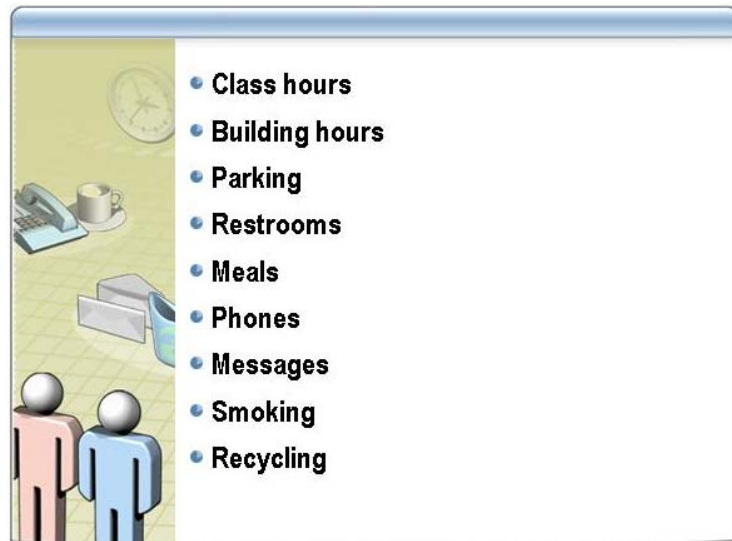 Class hours
Building hours
Parking
Restrooms
Meals
Phones
Messages
Smoking
Recycling